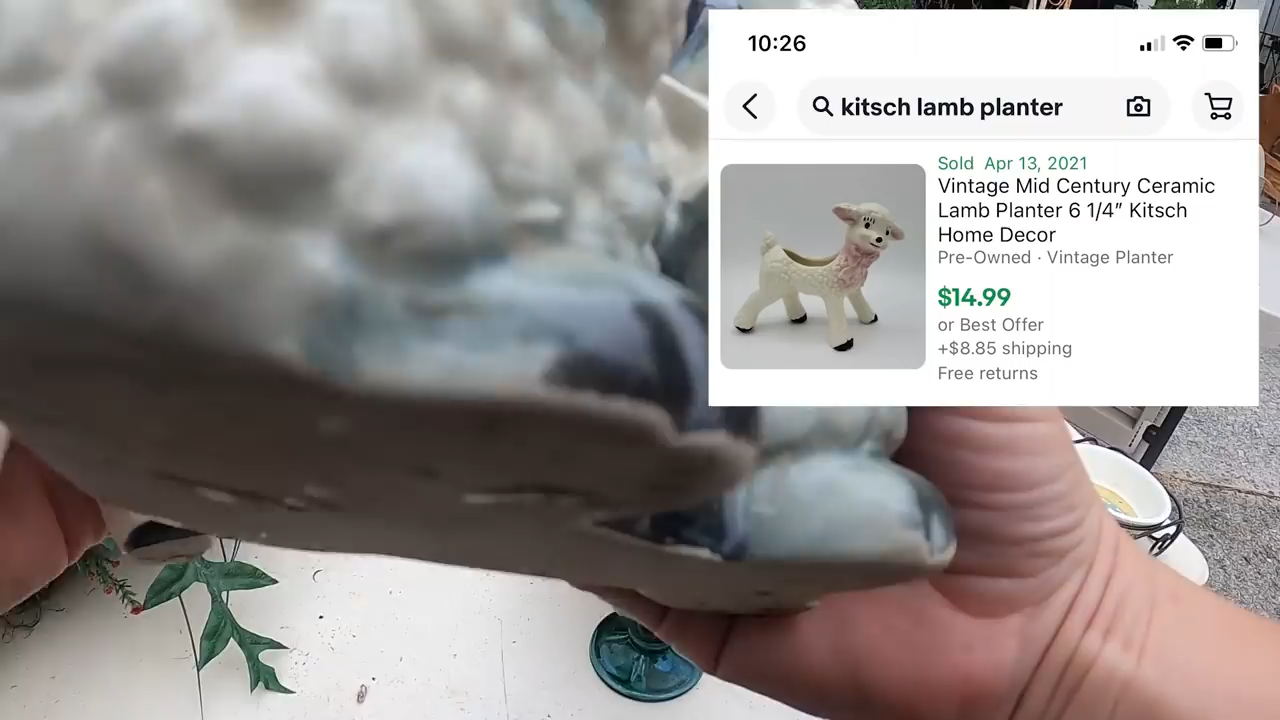 10:26
kitsch lamb planter
Sold Apr 13, 2021
Vintage Mid Century Ceramic
Lamb Planter 6 1/4” Kitsch
Home Decor
Pre-Owned · Vintage Planter
$14.99
or Best Offer
+$8.85 shipping
Free returns